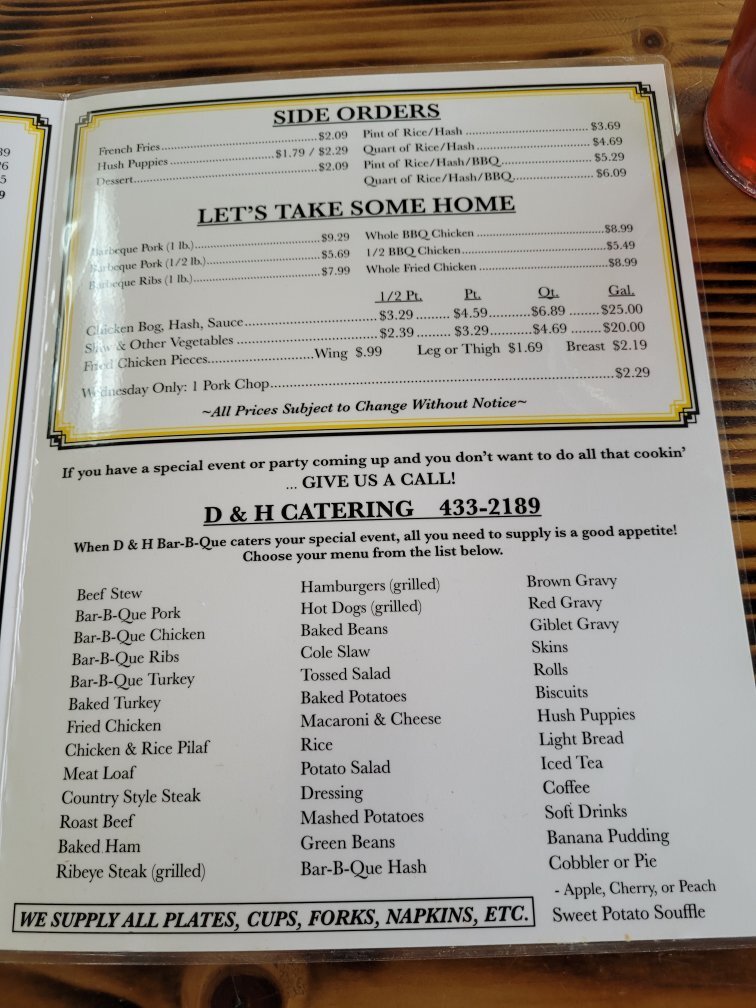 39
26
5
9
SIDE ORDERS
French Fries $2.09
Hush Puppies $1.79 / $2.29
Dessert $2.09
Pint of Rice/Hash $3.69
Quart of Rice/Hash $4.69
Pint of Rice/Hash/BBQ $5.29
Quart of Rice/Hash/BBQ $6.09
LET'S TAKE SOME HOME
Barbeque Pork (1 lb.) $9.29
Barbeque Pork (1/2 lb.) $5.69
Barbeque Ribs (1 lb.) $7.99
Whole BBQ Chicken $8.99
1/2 BBQ Chicken $5.49
Whole Fried Chicken $8.99
1/2 Pt. Pt. Qt. Gal.
Chicken Bog, Hash, Sauce $3.29 $4.59 $6.89 $25.00
Slaw & Other Vegetables $2.39 $3.29 $4.69 $20.00
Fried Chicken Pieces Wing $.99 Leg or Thigh $1.69 Breast $2.19
Wednesday Only: 1 Pork Chop $2.29
~All Prices Subject to Change Without Notice~
If you have a special event or party coming up and you don't want to do all that cookin'
... GIVE US A CALL!
D & H CATERING 433-2189
When D & H Bar-B-Que caters your special event, all you need to supply is a good appetite!
Choose your menu from the list below.
Beef Stew
Bar-B-Que Pork
Bar-B-Que Chicken
Bar-B-Que Ribs
Bar-B-Que Turkey
Baked Turkey
Fried Chicken
Chicken & Rice Pilaf
Meat Loaf
Country Style Steak
Roast Beef
Baked Ham
Ribeye Steak (grilled)
Hamburgers (grilled)
Hot Dogs (grilled)
Baked Beans
Cole Slaw
Tossed Salad
Baked Potatoes
Macaroni & Cheese
Rice
Potato Salad
Dressing
Mashed Potatoes
Green Beans
Bar-B-Que Hash
Brown Gravy
Red Gravy
Giblet Gravy
Skins
Rolls
Biscuits
Hush Puppies
Light Bread
Iced Tea
Coffee
Soft Drinks
Banana Pudding
Cobbler or Pie
- Apple, Cherry, or Peach
Sweet Potato Souffle
WE SUPPLY ALL PLATES, CUPS, FORKS, NAPKINS, ETC.